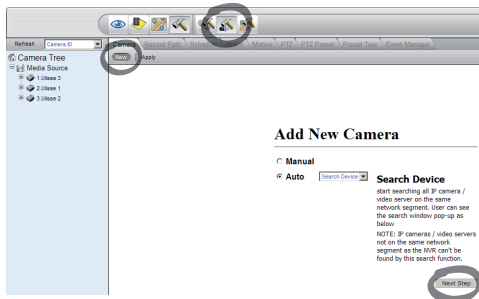 Refresh Camera ID
Camera Record Path Schedule Alarm Motion PTZ PTZ Preset Preset Tour Event Manager
New | Apply
Camera Tree
Media Source
1.Ulisse 3
2.Ulisse 1
3.Ulisse 2
Add New Camera
Manual
Auto Search Device
Search Device
start searching all IP camera /
video server on the same
network segment. User can see
the search window pop-up as
below
NOTE: IP cameras / video servers
not on the same network
segment as the NVR can't be
found by this search function.
Next Step